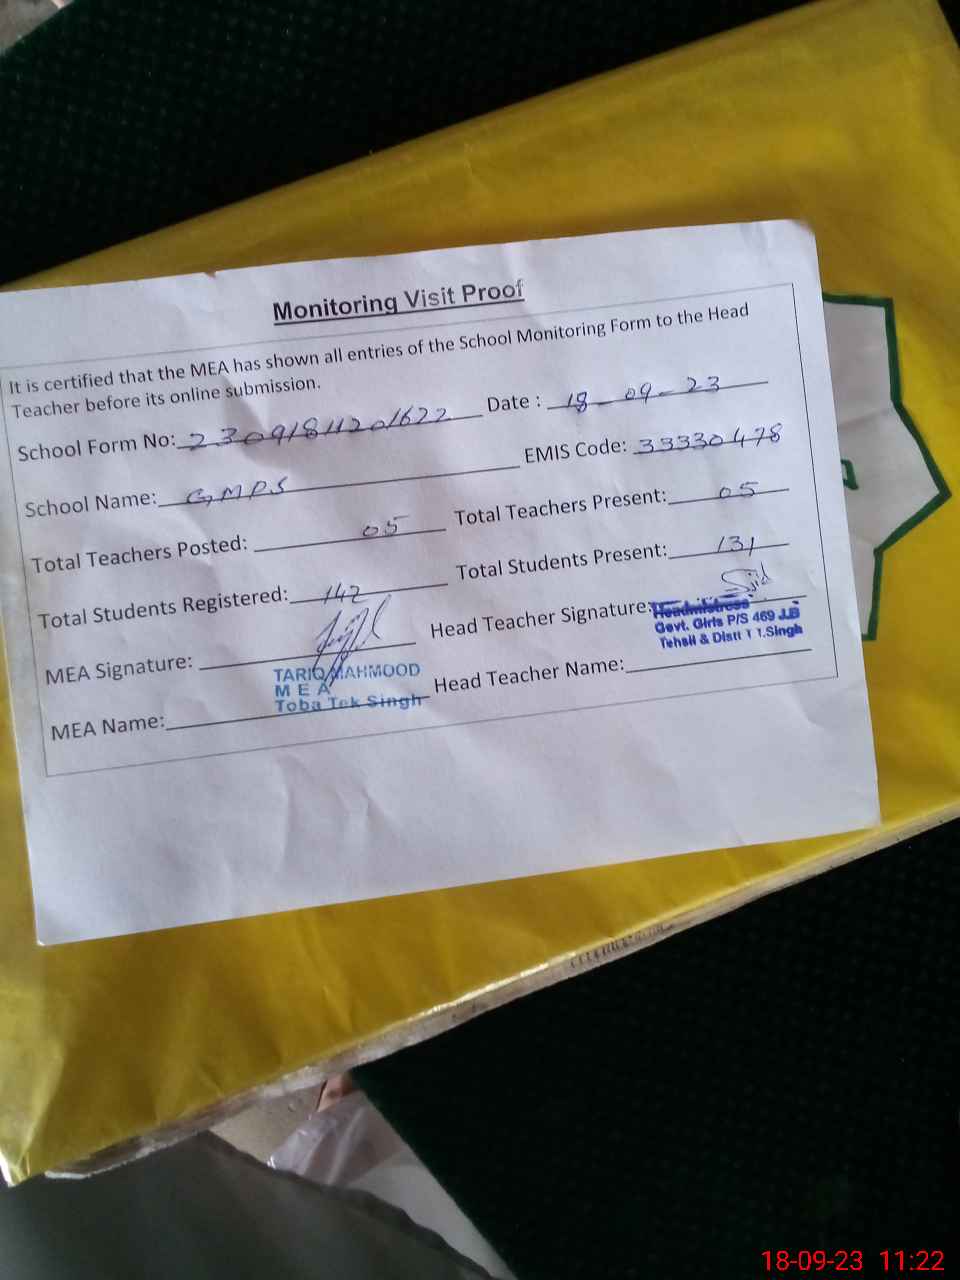 Monitoring Visit Proof
It is certified that the MEA has shown all entries of the School Monitoring Form to the Head
Teacher before its online submission.
School Form No: 23091811201622 Date : 18-09-23
School Name: GMPS EMIS Code: 33330478
Total Teachers Posted: 05 Total Teachers Present: 05
Total Students Registered: 142 Total Students Present: 131
MEA Signature: Head Teacher Signature:
Headmistress
Govt. Girls P/S 469 J.B
Tehsil & Distt T.T.Singh
TARIQ MAHMOOD
M E A
Toba Tek Singh
MEA Name: Head Teacher Name:
18-09-23 11:22